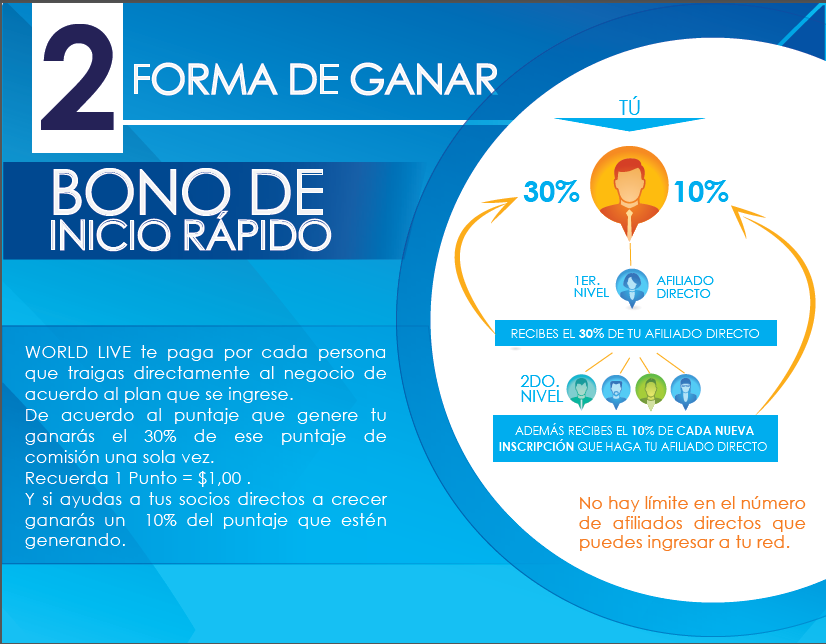 2
FORMA DE GANAR
BONO DE
INICIO RÁPIDO
WORLD LIVE te paga por cada persona
que traigas directamente al negocio de
acuerdo al plan que se ingrese.
De acuerdo al puntaje que genere tu
ganarás el 30% de ese puntaje de
comisión una sola vez.
Recuerda 1 Punto = $1,00 .
Y si ayudas a tus socios directos a crecer
ganarás un 10% del puntaje que estén
generando.
TÚ
30% 10%
1ER.
NIVEL
AFILIADO
DIRECTO
RECIBES EL 30% DE TU AFILIADO DIRECTO
2DO.
NIVEL
ADEMÁS RECIBES EL 10% DE CADA NUEVA
INSCRIPCIÓN QUE HAGA TU AFILIADO DIRECTO
No hay límite en el número
de afiliados directos que
puedes ingresar a tu red.